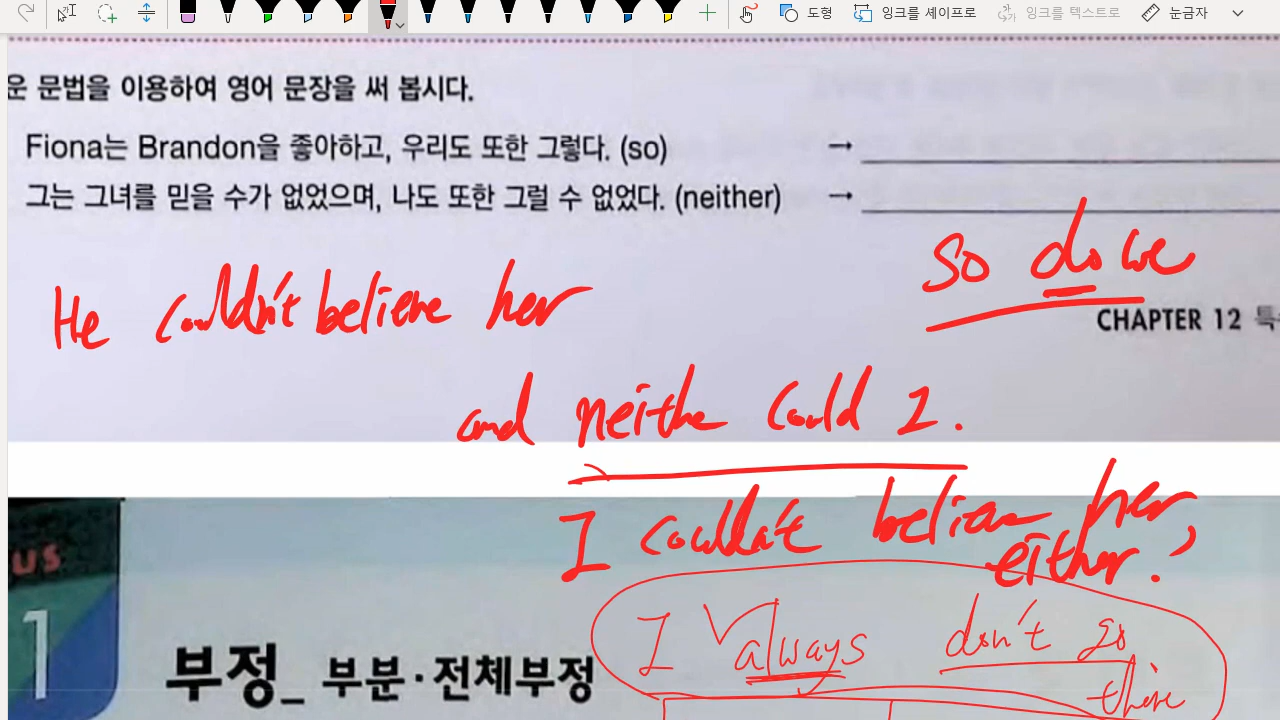 도형 잉크를 셰이프로 잉크를 텍스트로 눈금자
운 문법을 이용하여 영어 문장을 써 봅시다.
Fiona는 Brandon을 좋아하고, 우리도 또한 그렇다. (so) →
그는 그녀를 믿을 수가 없었으며, 나도 또한 그럴 수 없었다. (neither) →
so do we
He couldn't believe her
CHAPTER 12 특
and neithe could I.
I couldn't believe her,
either.
US
1
부정_ 부분·전체부정
I always don't go
there